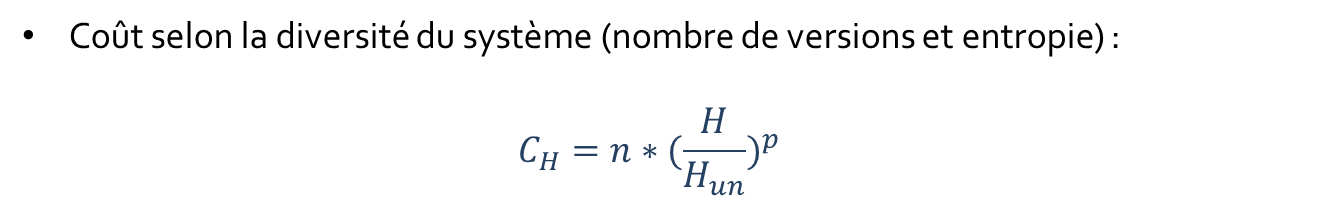 • Coût selon la diversité du système (nombre de versions et entropie) :
C_H = n * (H/H_un)^p